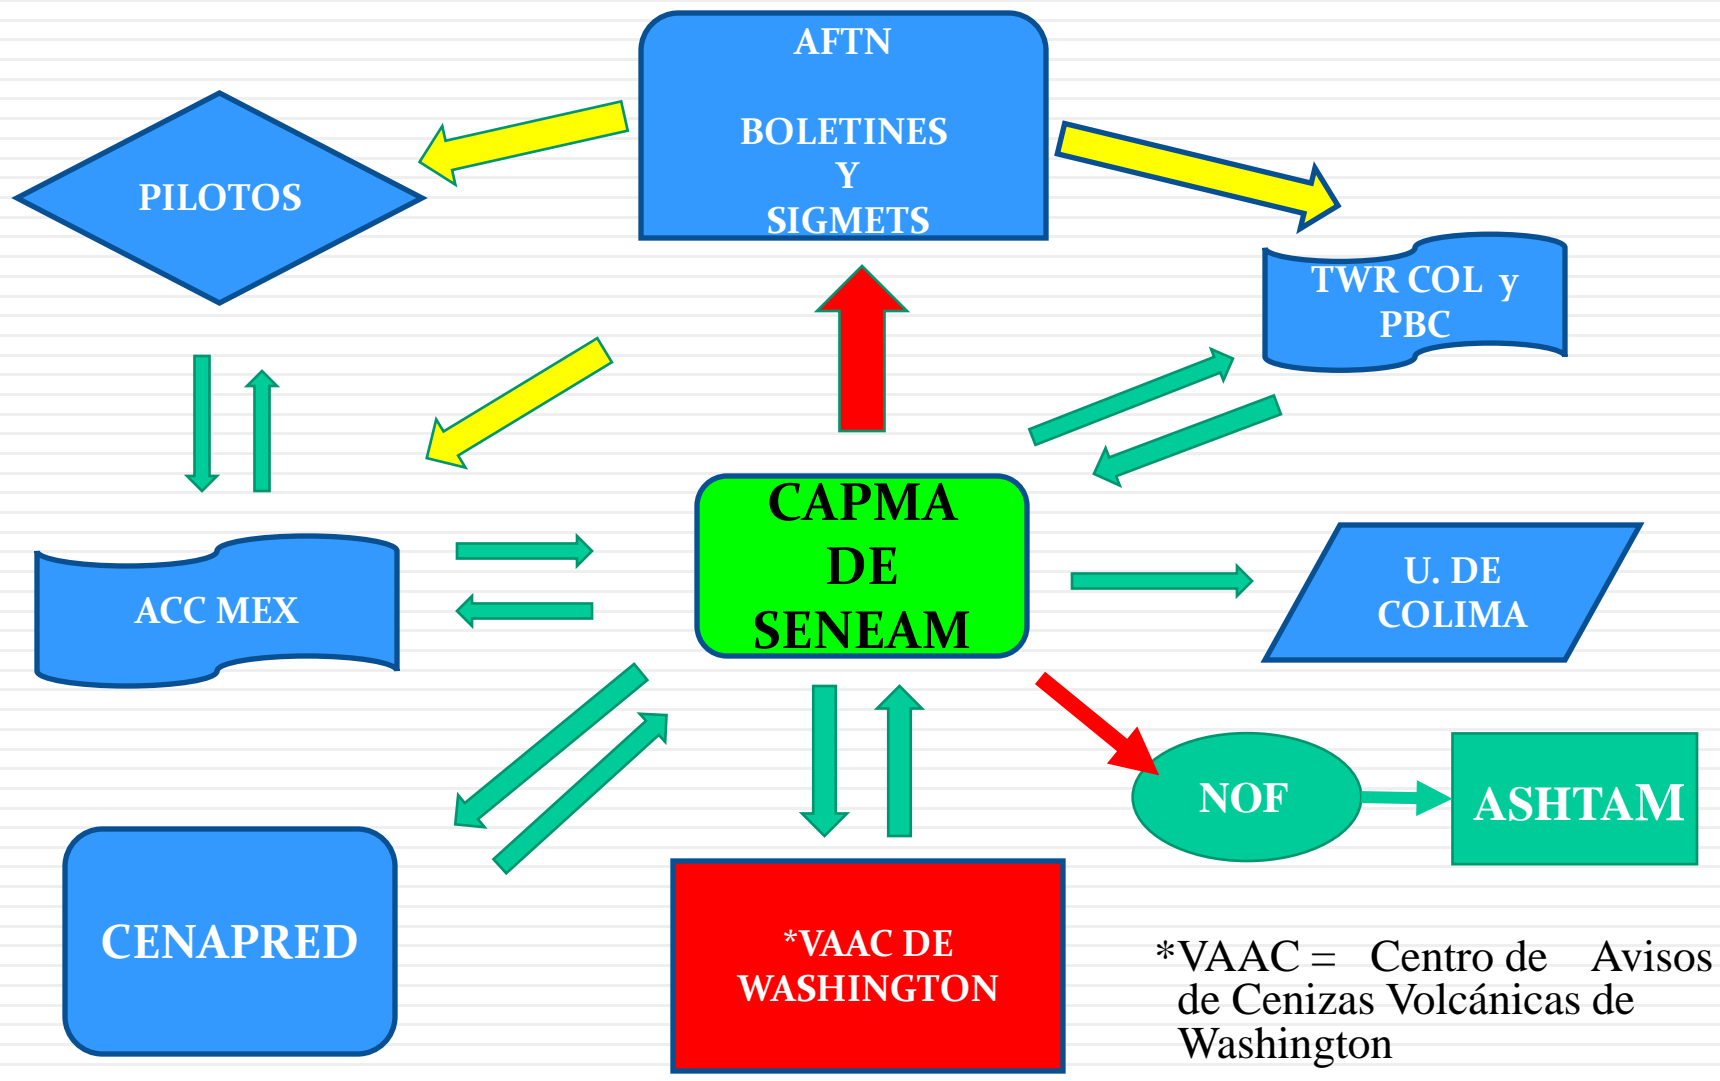 AFTN
BOLETINES
Y
SIGMETS
PILOTOS
TWR COL y
PBC
CAPMA
DE
SENEAM
U. DE
COLIMA
ACC MEX
NOF
ASHTAM
CENAPRED
*VAAC DE
WASHINGTON
*VAAC = Centro de Avisos
de Cenizas Volcánicas de
Washington